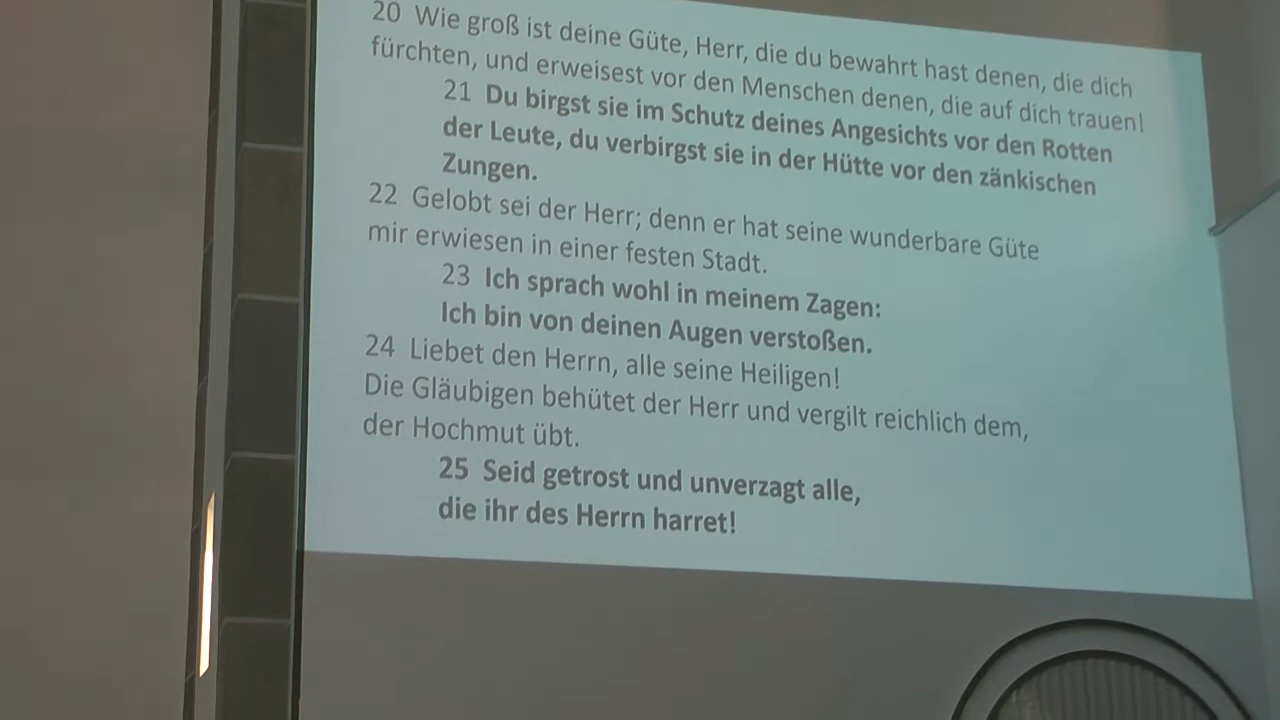 20 Wie groß ist deine Güte, Herr, die du bewahrt hast denen, die dich
fürchten, und erweisest vor den Menschen denen, die auf dich trauen!
21 Du birgst sie im Schutz deines Angesichts vor den Rotten
der Leute, du verbirgst sie in der Hütte vor den zänkischen
Zungen.
22 Gelobt sei der Herr; denn er hat seine wunderbare Güte
mir erwiesen in einer festen Stadt.
23 Ich sprach wohl in meinem Zagen:
Ich bin von deinen Augen verstoßen.
24 Liebet den Herrn, alle seine Heiligen!
Die Gläubigen behütet der Herr und vergilt reichlich dem,
der Hochmut übt.
25 Seid getrost und unverzagt alle,
die ihr des Herrn harret!